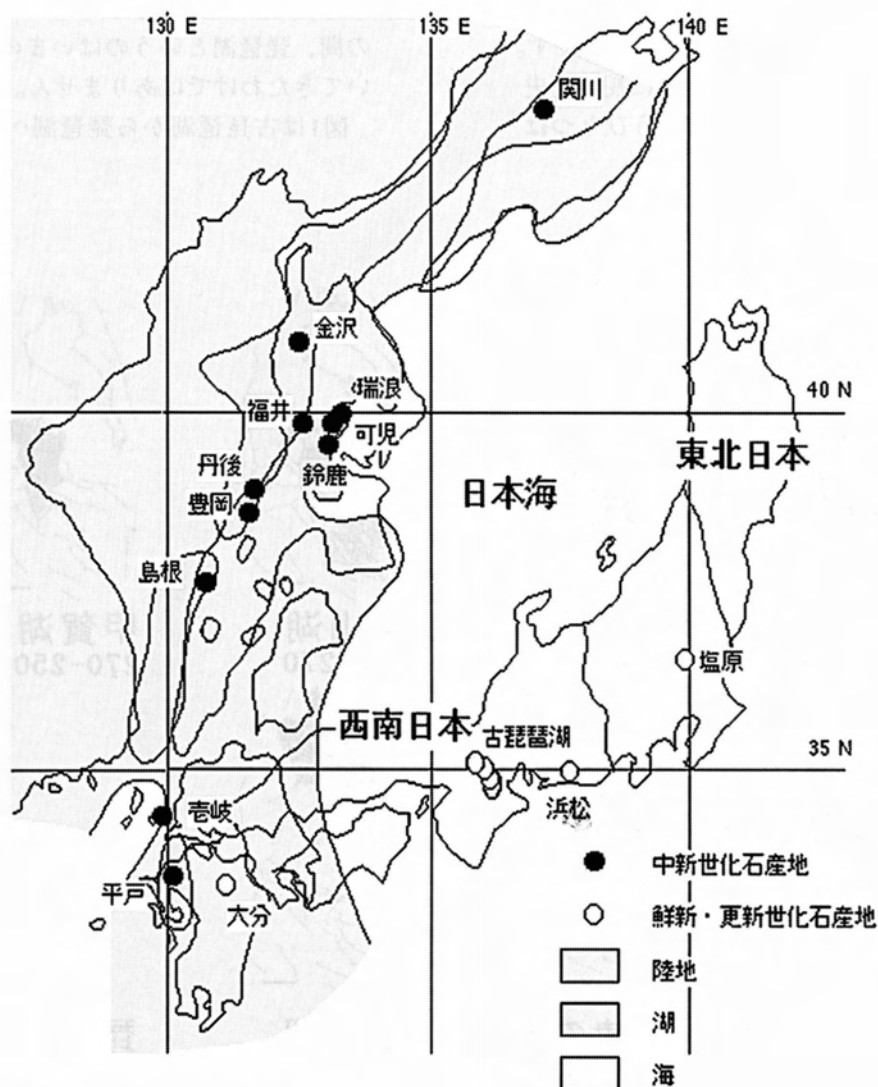 130 E
135 E
140 E
関川
金沢
瑞浪
40 N
福井
可児
東北日本
丹後
鈴鹿
日本海
豊岡
島根
塩原
西南日本
古琵琶湖
35 N
浜松
壱岐
中新世化石産地
平戸
大分
鮮新・更新世化石産地
陸地
湖
海